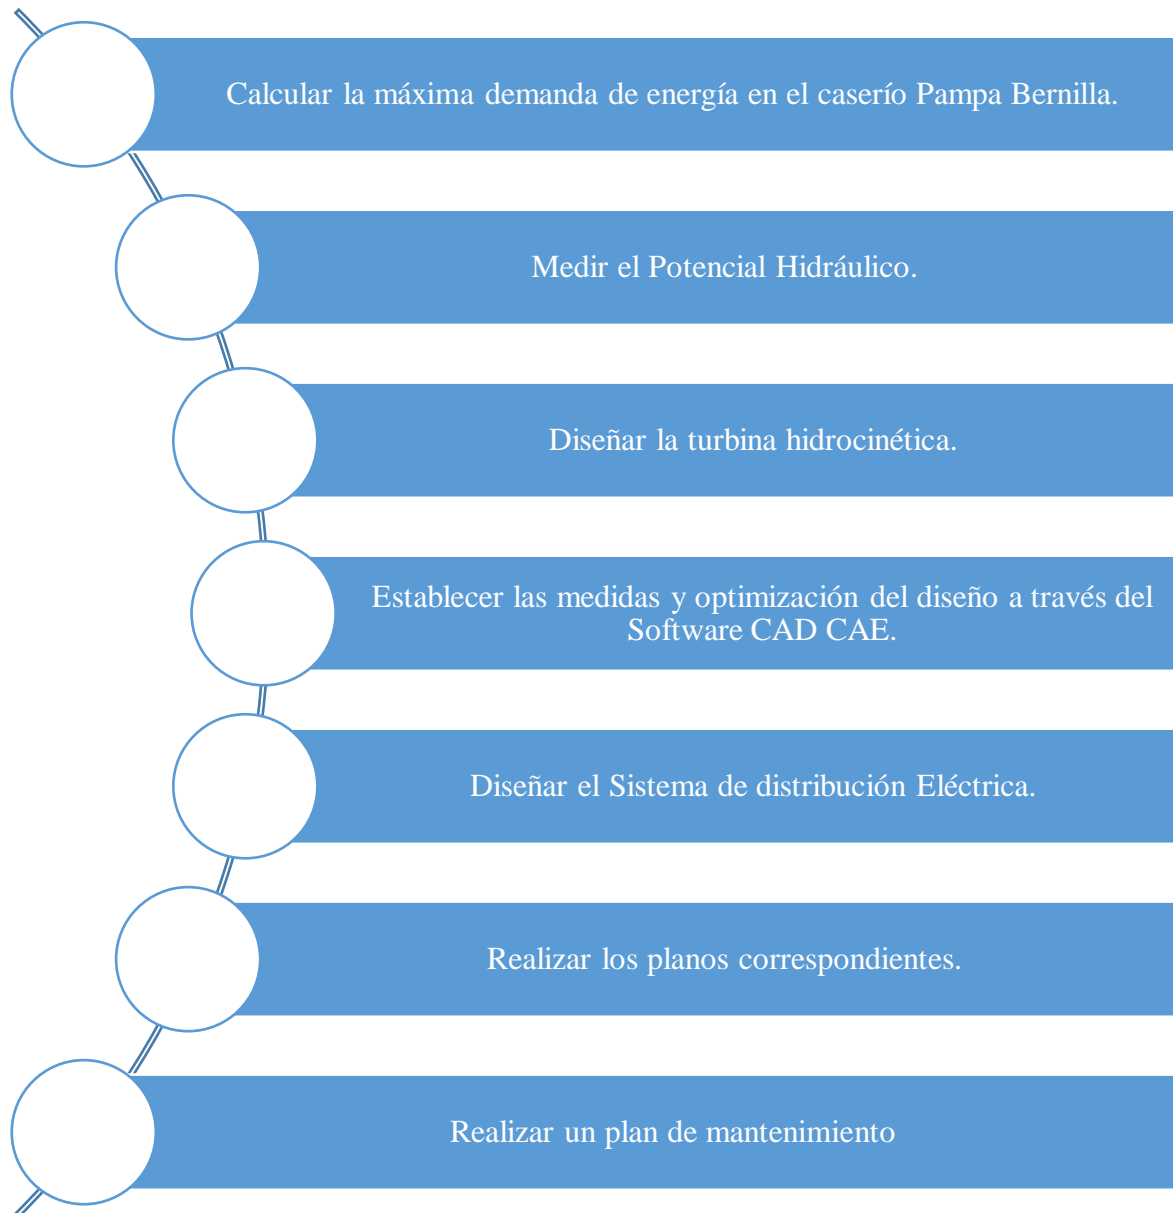 Calcular la máxima demanda de energía en el caserío Pampa Bernilla.
Medir el Potencial Hidráulico.
Diseñar la turbina hidrocinética.
Establecer las medidas y optimización del diseño a través del
Software CAD CAE.
Diseñar el Sistema de distribución Eléctrica.
Realizar los planos correspondientes.
Realizar un plan de mantenimiento